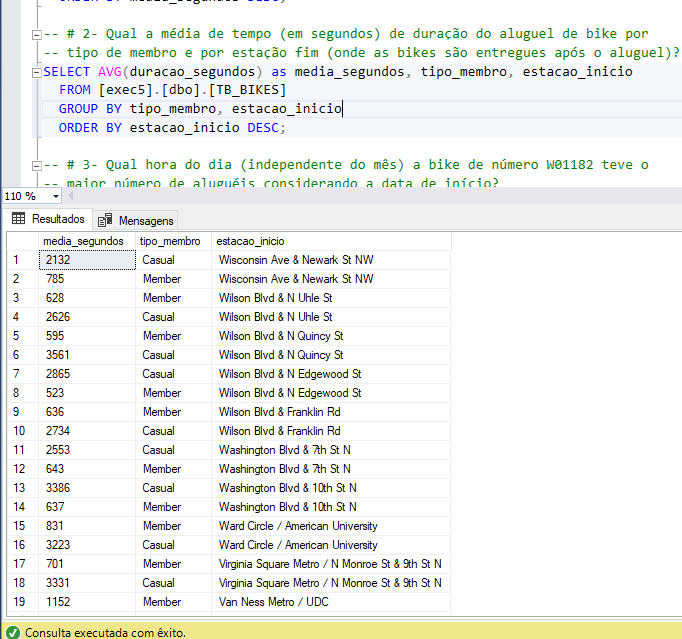 ORDER BY media_segundos DESC;
-- # 2- Qual a média de tempo (em segundos) de duração do aluguel de bike por
-- tipo de membro e por estação fim (onde as bikes são entregues após o aluguel)?
SELECT AVG(duracao_segundos) as media_segundos, tipo_membro, estacao_inicio
FROM [exec5].[dbo].[TB_BIKES]
GROUP BY tipo_membro, estacao_inicio
ORDER BY estacao_inicio DESC;
-- # 3- Qual hora do dia (independente do mês) a bike de número W01182 teve o
-- maior número de aluguéis considerando a data de início?
110 %
Resultados Mensagens
media_segundos tipo_membro estacao_inicio
1 2132 Casual Wisconsin Ave & Newark St NW
2 785 Member Wisconsin Ave & Newark St NW
3 628 Member Wilson Blvd & N Uhle St
4 2626 Casual Wilson Blvd & N Uhle St
5 595 Member Wilson Blvd & N Quincy St
6 3561 Casual Wilson Blvd & N Quincy St
7 2865 Casual Wilson Blvd & N Edgewood St
8 523 Member Wilson Blvd & N Edgewood St
9 636 Member Wilson Blvd & Franklin Rd
10 2734 Casual Wilson Blvd & Franklin Rd
11 2553 Casual Washington Blvd & 7th St N
12 643 Member Washington Blvd & 7th St N
13 3386 Casual Washington Blvd & 10th St N
14 637 Member Washington Blvd & 10th St N
15 831 Member Ward Circle / American University
16 3223 Casual Ward Circle / American University
17 701 Member Virginia Square Metro / N Monroe St & 9th St N
18 3331 Casual Virginia Square Metro / N Monroe St & 9th St N
19 1152 Member Van Ness Metro / UDC
Consulta executada com êxito.